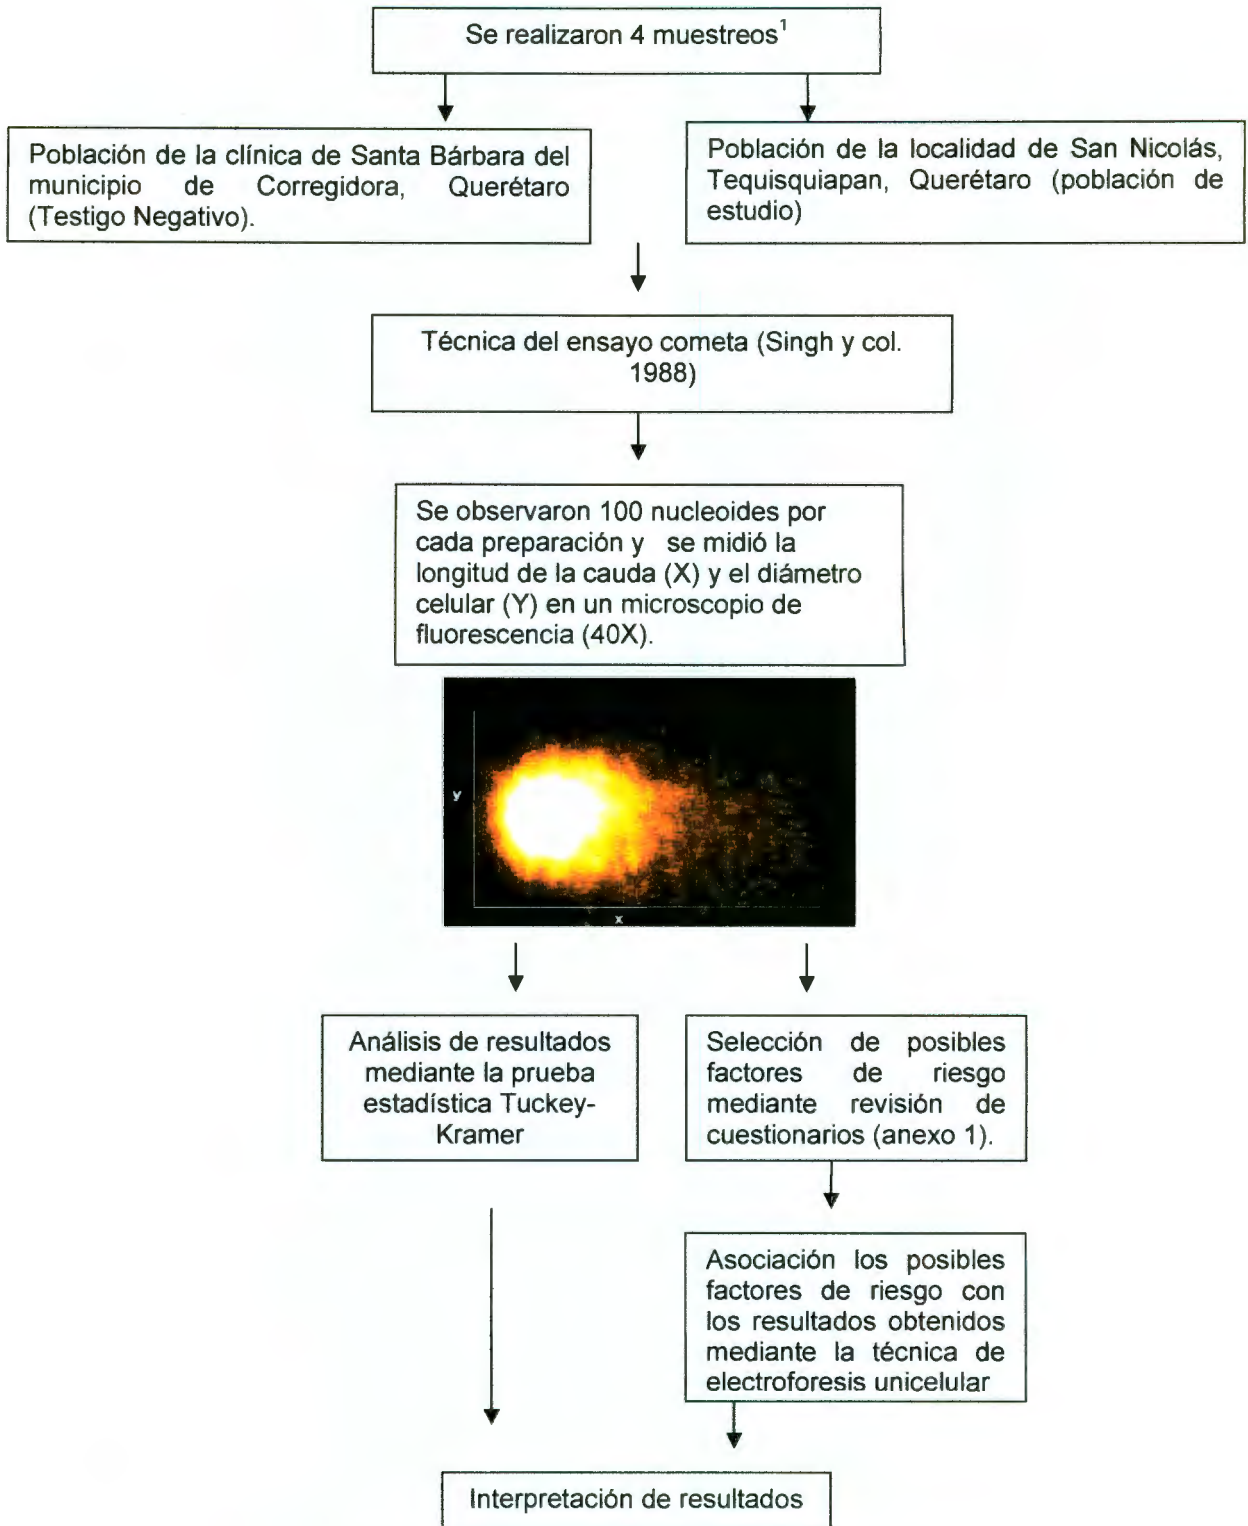 Se realizaron 4 muestreos¹
Población de la clínica de Santa Bárbara del
municipio de Corregidora, Querétaro
(Testigo Negativo).
Población de la localidad de San Nicolás,
Tequisquiapan, Querétaro (población de
estudio)
Técnica del ensayo cometa (Singh y col.
1988)
Se observaron 100 nucleoides por
cada preparación y se midió la
longitud de la cauda (X) y el diámetro
celular (Y) en un microscopio de
fluorescencia (40X).
y
x
Análisis de resultados
mediante la prueba
estadística Tuckey-
Kramer
Selección de posibles
factores de riesgo
mediante revisión de
cuestionarios (anexo 1).
Asociación los posibles
factores de riesgo con
los resultados obtenidos
mediante la técnica de
electroforesis unicelular
Interpretación de resultados